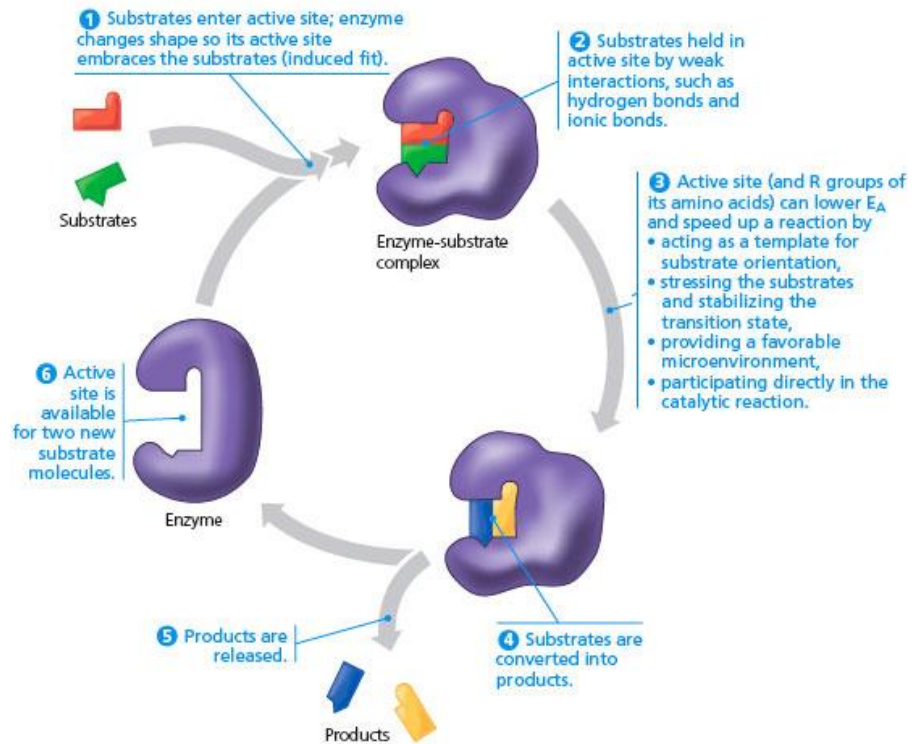 1 Substrates enter active site; enzyme
changes shape so its active site
embraces the substrates (induced fit).
2 Substrates held in
active site by weak
interactions, such as
hydrogen bonds and
ionic bonds.
Substrates
Enzyme-substrate
complex
3 Active site (and R groups of
its amino acids) can lower EA
and speed up a reaction by
• acting as a template for
substrate orientation,
• stressing the substrates
and stabilizing the
transition state,
• providing a favorable
microenvironment,
• participating directly in the
catalytic reaction.
6 Active
site is
available
for two new
substrate
molecules.
Enzyme
5 Products are
released.
4 Substrates are
converted into
products.
Products